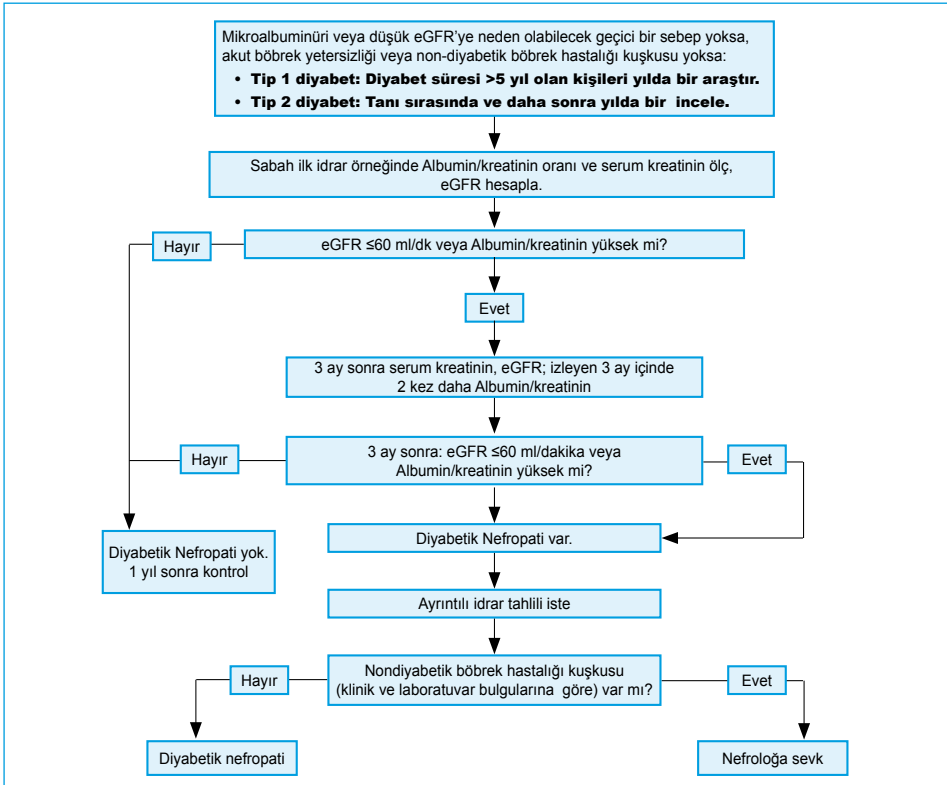 Mikroalbuminüri veya düşük eGFR'ye neden olabilecek geçici bir sebep yoksa,
akut böbrek yetersizliği veya non-diyabetik böbrek hastalığı kuşkusu yoksa:
• Tip 1 diyabet: Diyabet süresi >5 yıl olan kişileri yılda bir araştır.
• Tip 2 diyabet: Tanı sırasında ve daha sonra yılda bir incele.
Sabah ilk idrar örneğinde Albumin/kreatinin oranı ve serum kreatinin ölç,
eGFR hesapla.
Hayır
eGFR ≤60 ml/dk veya Albumin/kreatinin yüksek mi?
Evet
3 ay sonra serum kreatinin, eGFR; izleyen 3 ay içinde
2 kez daha Albumin/kreatinin
Hayır
3 ay sonra: eGFR ≤60 ml/dakika veya
Albumin/kreatinin yüksek mi?
Evet
Diyabetik Nefropati yok.
1 yıl sonra kontrol
Diyabetik Nefropati var.
Ayrıntılı idrar tahlili iste
Hayır
Nondiyabetik böbrek hastalığı kuşkusu
(klinik ve laboratuvar bulgularına göre) var mı?
Evet
Diyabetik nefropati
Nefroloğa sevk